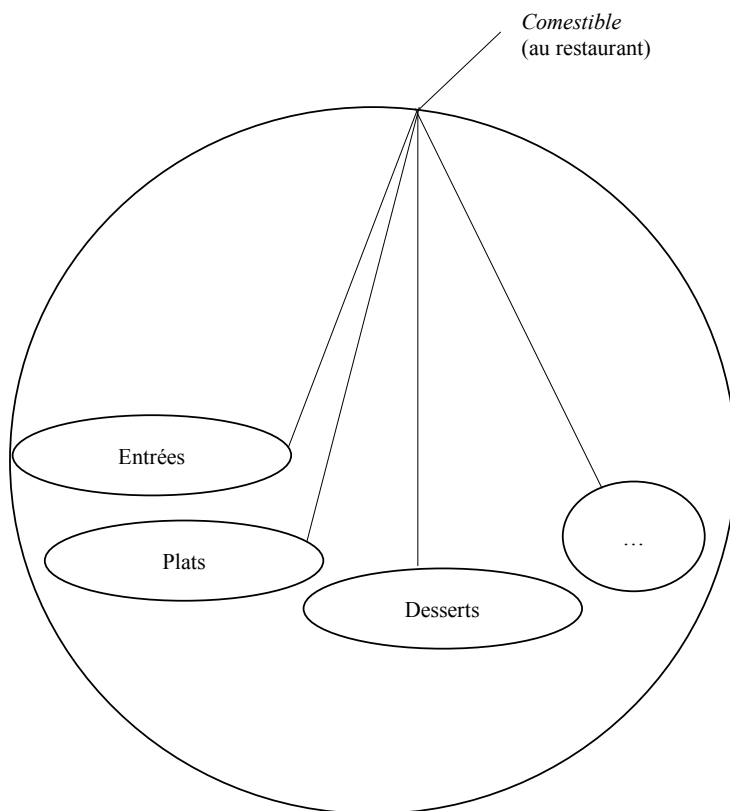 Comestible
(au restaurant)
Entrées
Plats
Desserts
…